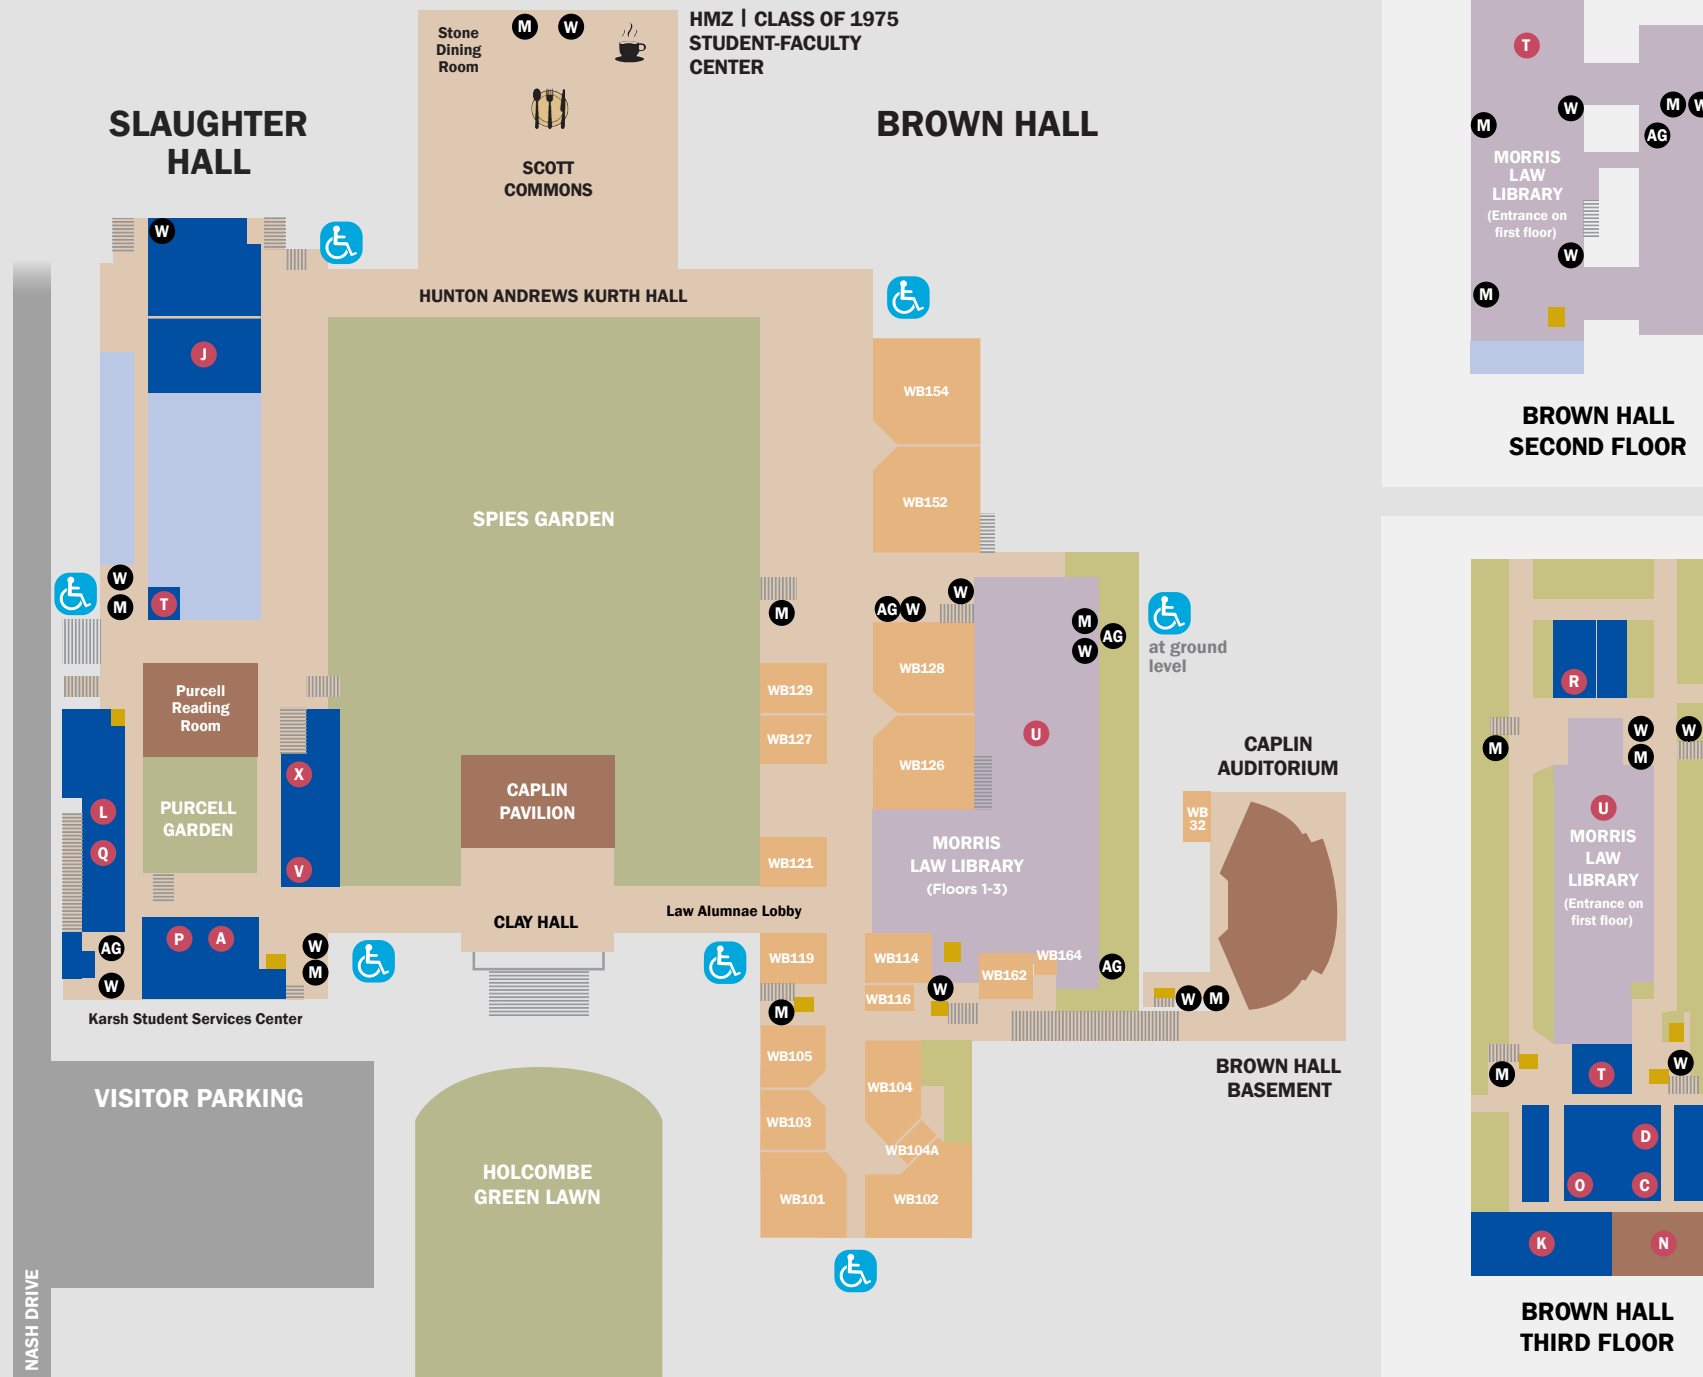 Stone
Dining
Room
M
W
HMZ | CLASS OF 1975
STUDENT-FACULTY
CENTER
SLAUGHTER
HALL
BROWN HALL
SCOTT
COMMONS
W
HUNTON ANDREWS KURTH HALL
J
WB154
WB152
SPIES GARDEN
W
M
T
M
AG
W
W
M
W
AG
at ground
level
WB128
WB129
WB127
WB126
U
Purcell
Reading
Room
X
L
Q
V
PURCELL
GARDEN
CAPLIN
PAVILION
CAPLIN
AUDITORIUM
WB
32
MORRIS
LAW LIBRARY
(Floors 1-3)
WB121
CLAY HALL
Law Alumnae Lobby
P
A
AG
W
W
M
Karsh Student Services Center
WB119
WB114
WB164
WB162
AG
WB116
W
M
W
M
WB105
WB104
WB103
WB104A
WB101
WB102
BROWN HALL
BASEMENT
VISITOR PARKING
HOLCOMBE
GREEN LAWN
NASH DRIVE
T
M
W
M
W
AG
MORRIS
LAW
LIBRARY
(Entrance on
first floor)
W
M
BROWN HALL
SECOND FLOOR
R
M
W
M
W
U
MORRIS
LAW
LIBRARY
(Entrance on
first floor)
M
T
W
D
O
C
K
N
BROWN HALL
THIRD FLOOR